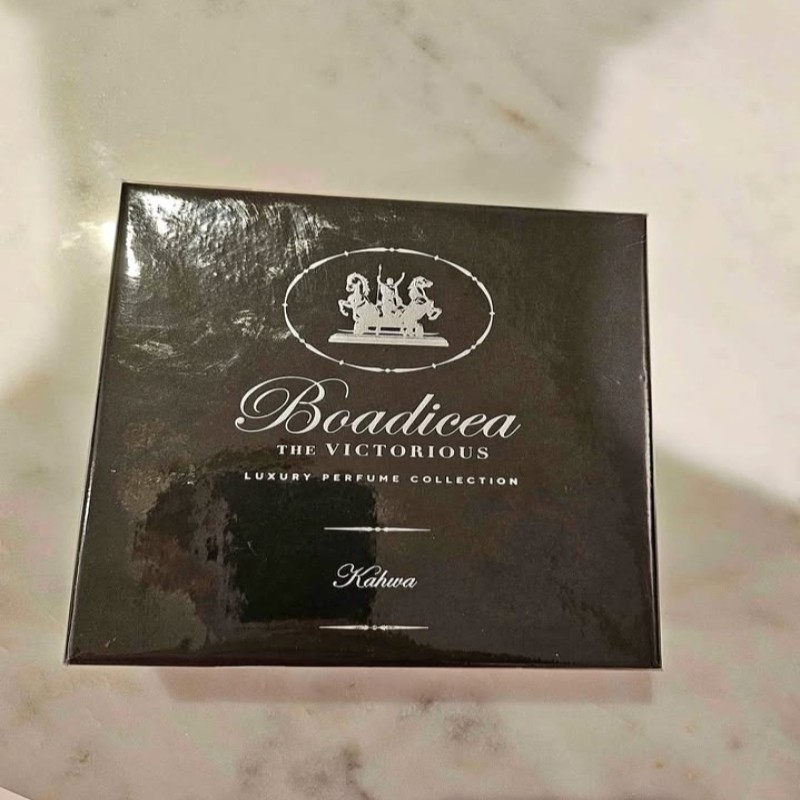 Boadicea
THE VICTORIOUS
LUXURY PERFUME COLLECTION
Kahwa